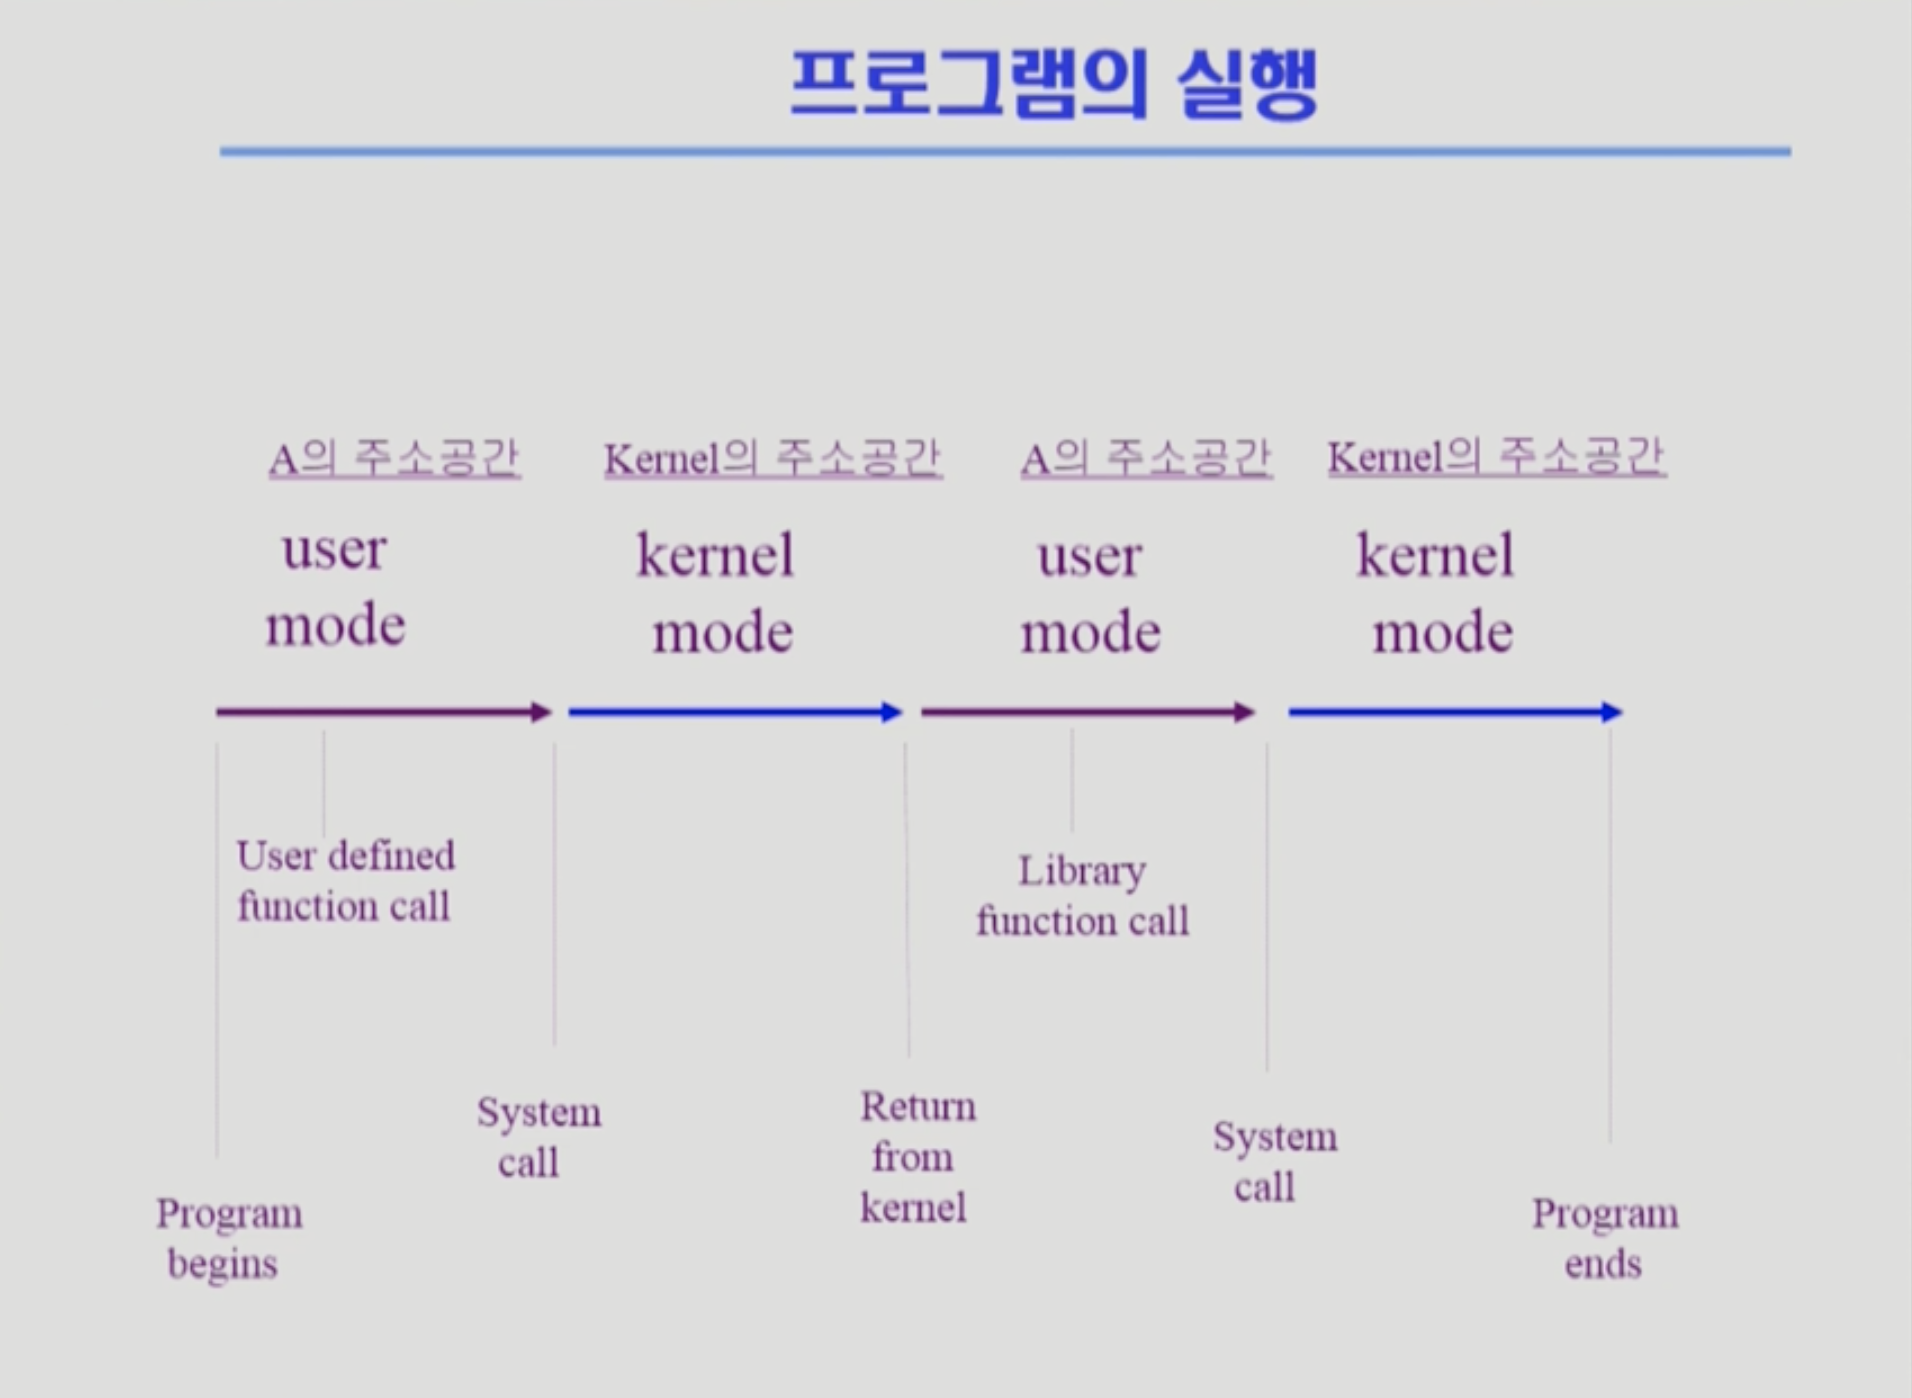 프로그램의 실행
A의 주소공간
Kernel의 주소공간
A의 주소공간
Kernel의 주소공간
user
mode
kernel
mode
user
mode
kernel
mode
User defined
function call
Library
function call
System
call
Return
from
kernel
System
call
Program
begins
Program
ends